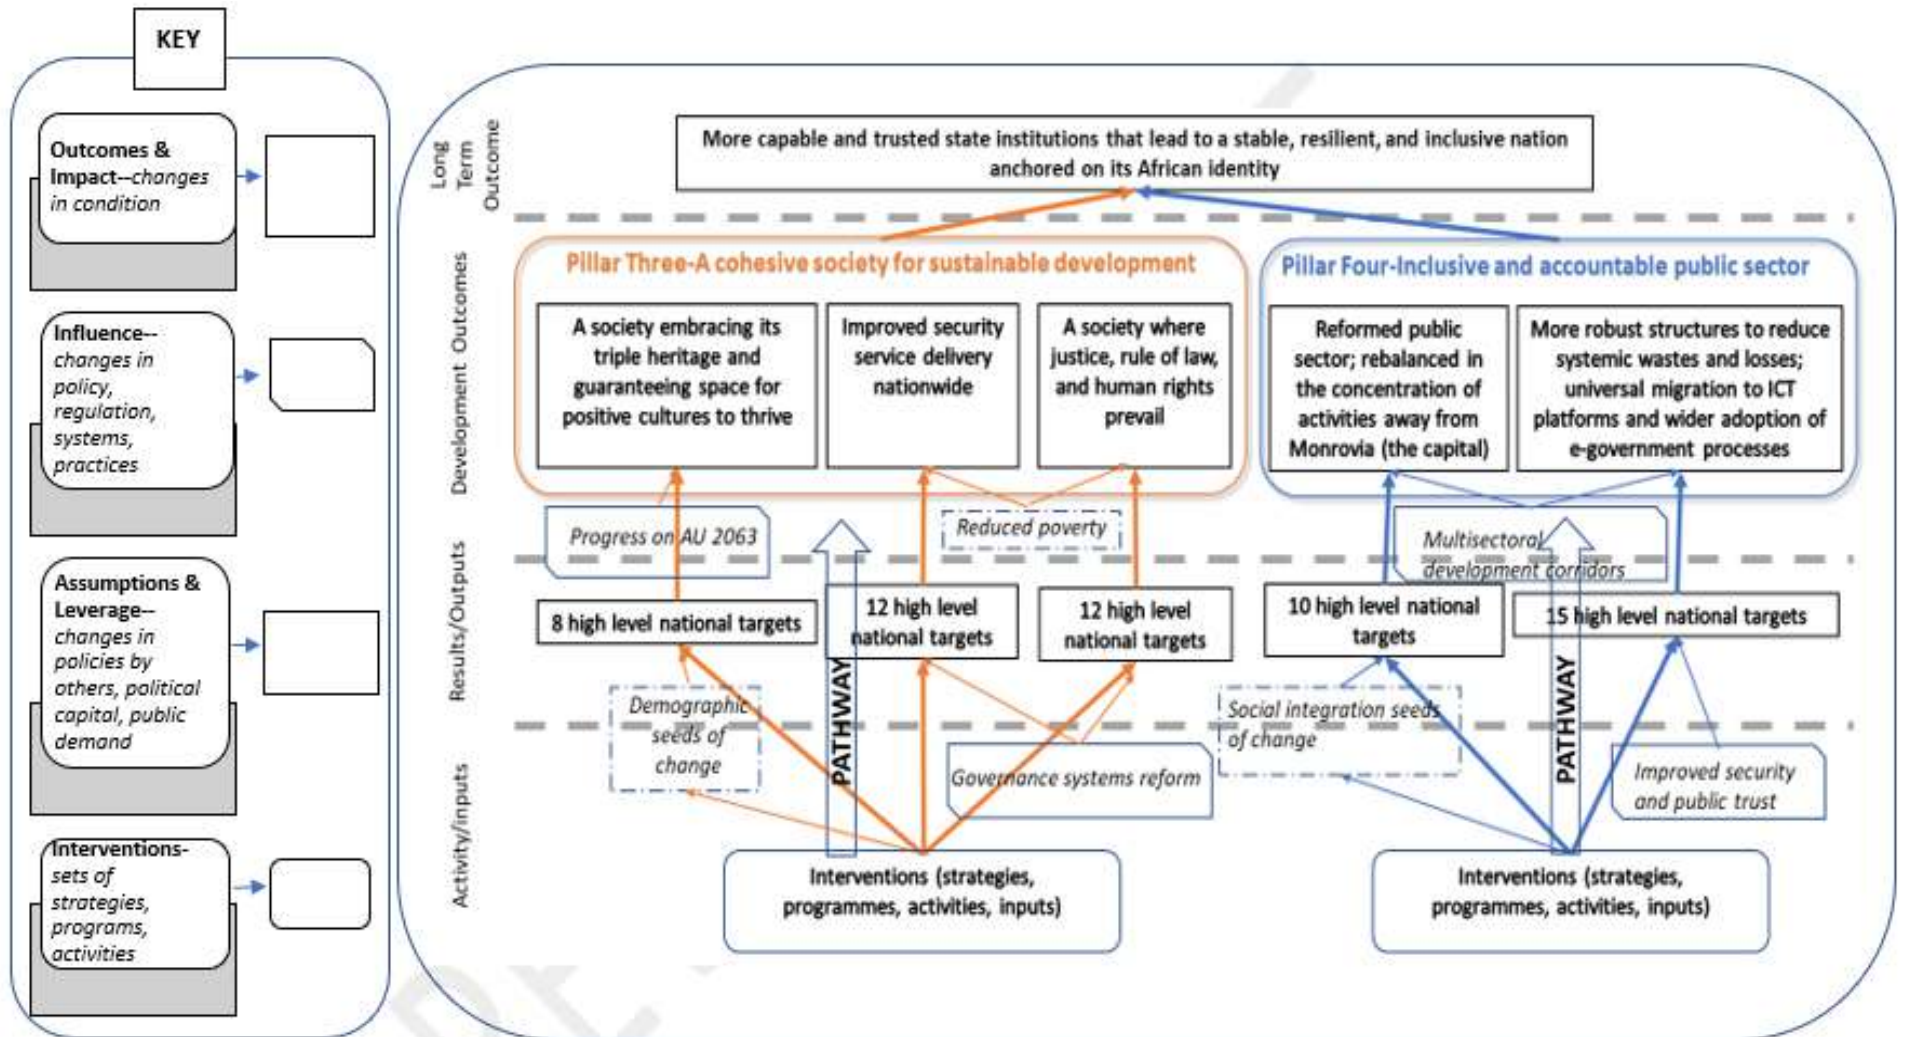 KEY
Outcomes &
Impact--changes
in condition
Influence--
changes in
policy,
regulation,
systems,
practices
Assumptions &
Leverage--
changes in
policies by
others, political
capital, public
demand
Interventions-
sets of
strategies,
programs,
activities
Long
Term
Outcome
More capable and trusted state institutions that lead to a stable, resilient, and inclusive nation
anchored on its African identity
Development Outcomes
Pillar Three-A cohesive society for sustainable development
A society embracing its
triple heritage and
guaranteeing space for
positive cultures to thrive
Improved security
service delivery
nationwide
A society where
justice, rule of law,
and human rights
prevail
Pillar Four-Inclusive and accountable public sector
Reformed public
sector; rebalanced in
the concentration of
activities away from
Monrovia (the capital)
More robust structures to reduce
systemic wastes and losses;
universal migration to ICT
platforms and wider adoption of
e-government processes
Progress on AU 2063
Reduced poverty
Multisectoral
development corridors
Results/Outputs
8 high level national targets
12 high level
national targets
12 high level
national targets
10 high level national
targets
15 high level national targets
Demographic
seeds of
change
PATHWAY
Governance systems reform
Social integration seeds
of change
PATHWAY
Improved security
and public trust
Activity/inputs
Interventions (strategies,
programmes, activities, inputs)
Interventions (strategies,
programmes, activities, inputs)